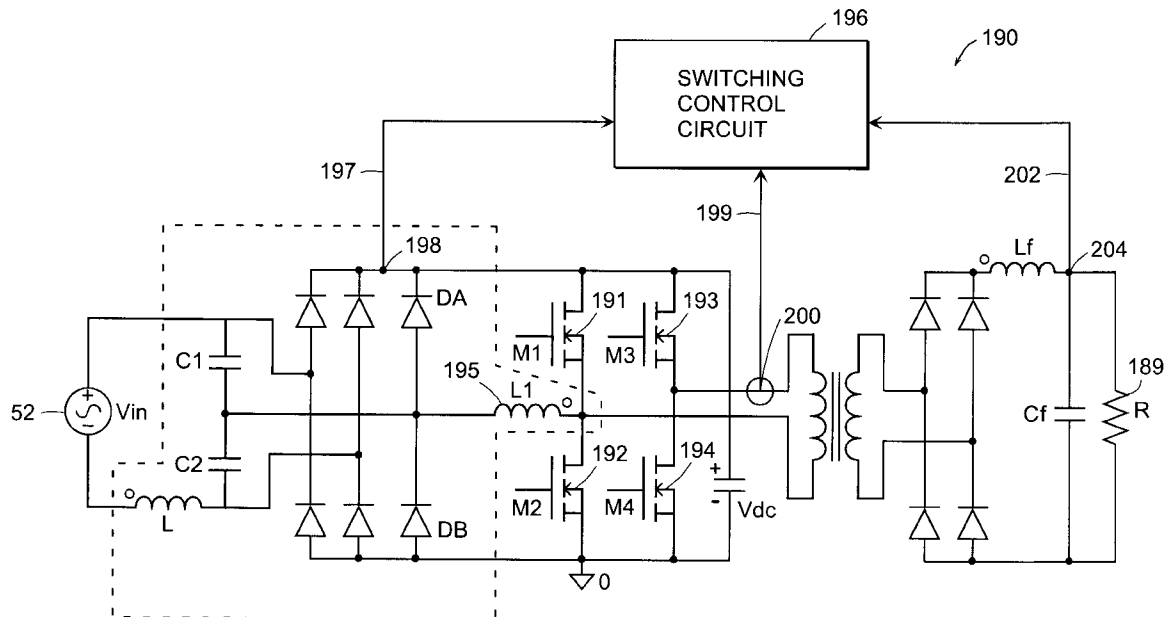 196
190
SWITCHING
CONTROL
CIRCUIT
197
199
202
198
204
DA
Lf
191
193
200
M1
M3
C1
195
L1
189
52
+
-
Vin
Cf
R
C2
192
194
M2
M4
+
-
Vdc
L
DB
0